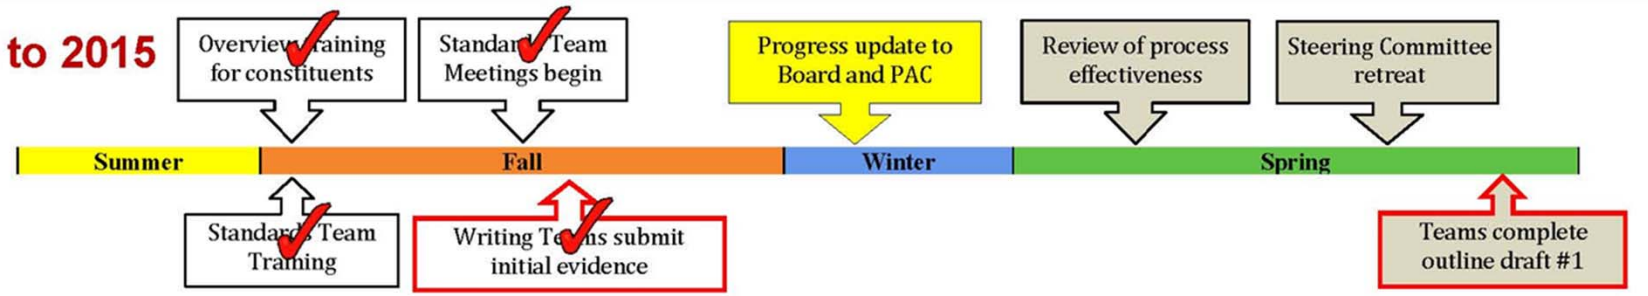 to 2015
Overview Training
for constituents
Standards Team
Meetings begin
Progress update to
Board and PAC
Review of process
effectiveness
Steering Committee
retreat
Summer
Fall
Winter
Spring
Standards Team
Training
Writing Teams submit
initial evidence
Teams complete
outline draft #1